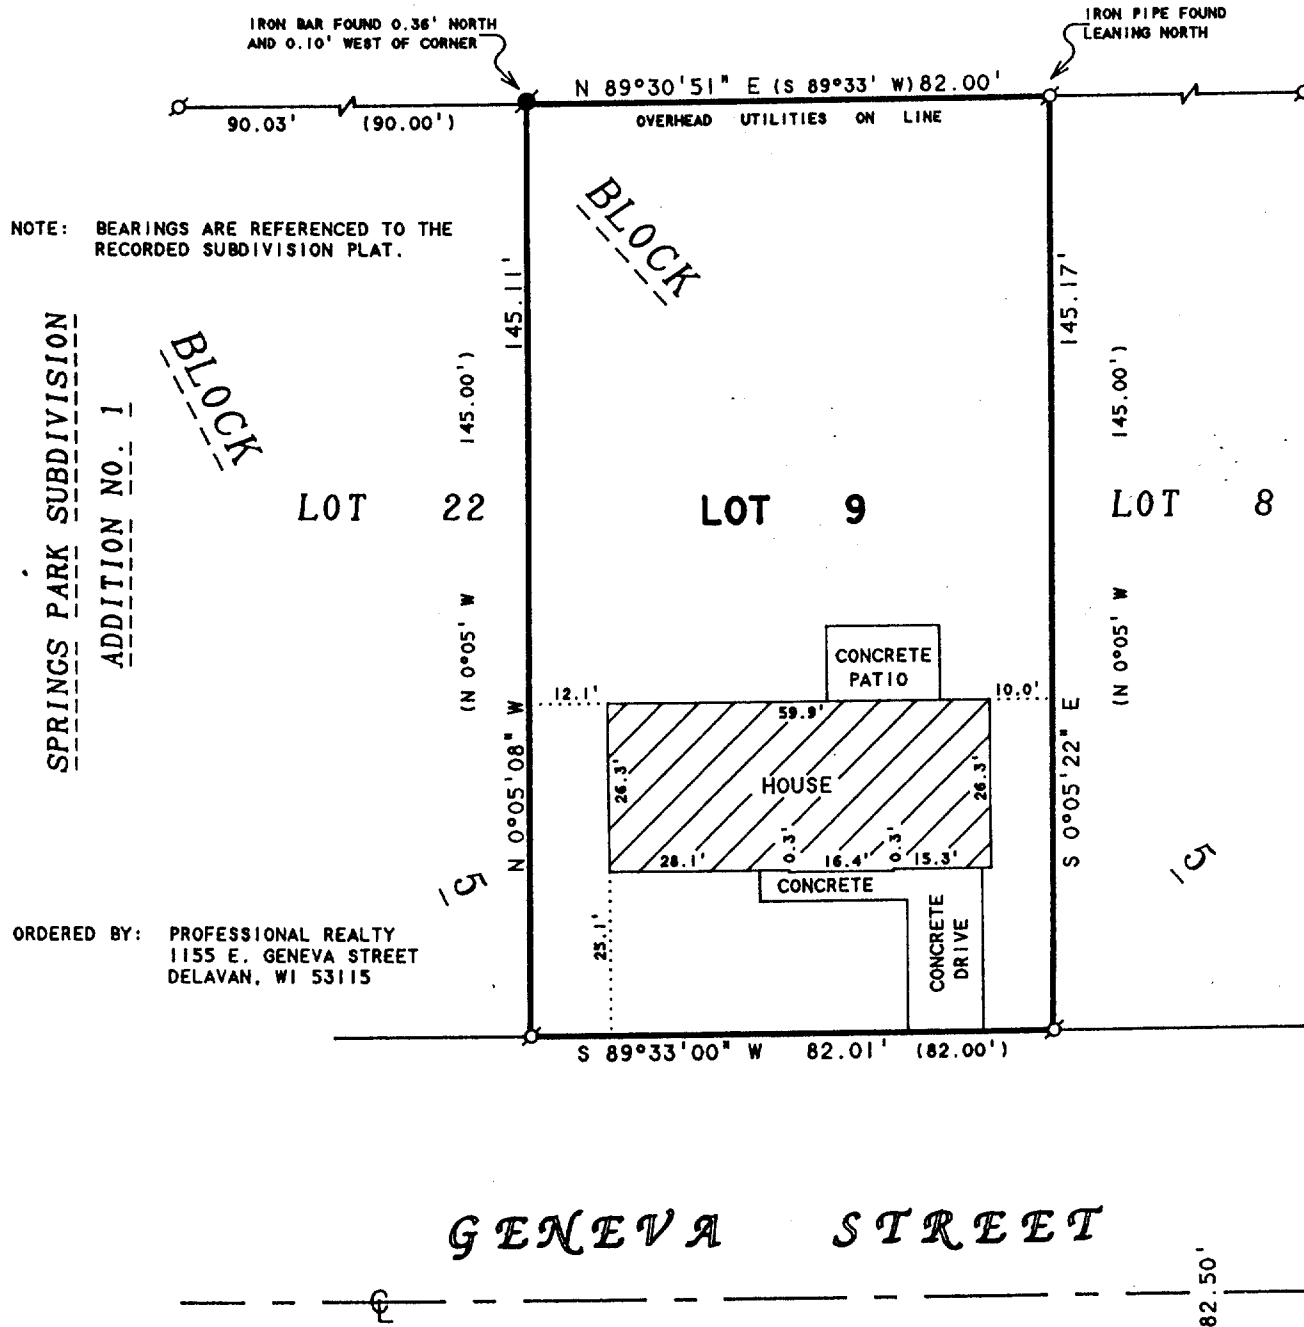 IRON BAR FOUND 0.36' NORTH
AND 0.10' WEST OF CORNER
IRON PIPE FOUND
LEANING NORTH
N 89°30'51" E (S 89°33' W) 82.00'
90.03' (90.00')
OVERHEAD UTILITIES ON LINE
BLOCK
NOTE: BEARINGS ARE REFERENCED TO THE
RECORDED SUBDIVISION PLAT.
145.11'
145.17'
SPRINGS PARK SUBDIVISION
ADDITION NO. 1
BLOCK
(N 0°05' W 145.00')
(N 0°05' W 145.00')
LOT 22
LOT 9
LOT 8
CONCRETE
PATIO
12.1'
10.0'
59.9'
N 0°05'08" W
S 0°05'22" E
26.3'
HOUSE
26.3'
28.1'
0.3'
16.4'
0.3'
15.3'
CONCRETE
5
5
25.1'
CONCRETE
DRIVE
ORDERED BY: PROFESSIONAL REALTY
1155 E. GENEVA STREET
DELAVAN, WI 53115
S 89°33'00" W 82.01' (82.00')
GENEVA STREET
82.50'